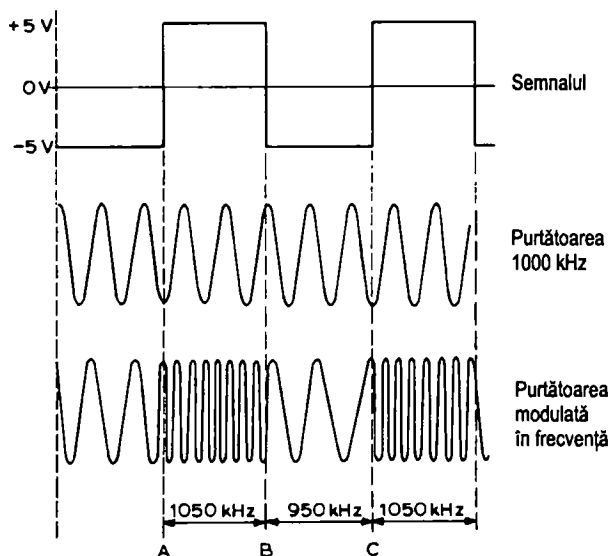 +5 V
0 V
-5 V
Semnalul
Purtătoarea
1000 kHz
Purtătoarea
modulată
în frecvență
1050 kHz
950 kHz
1050 kHz
A
B
C